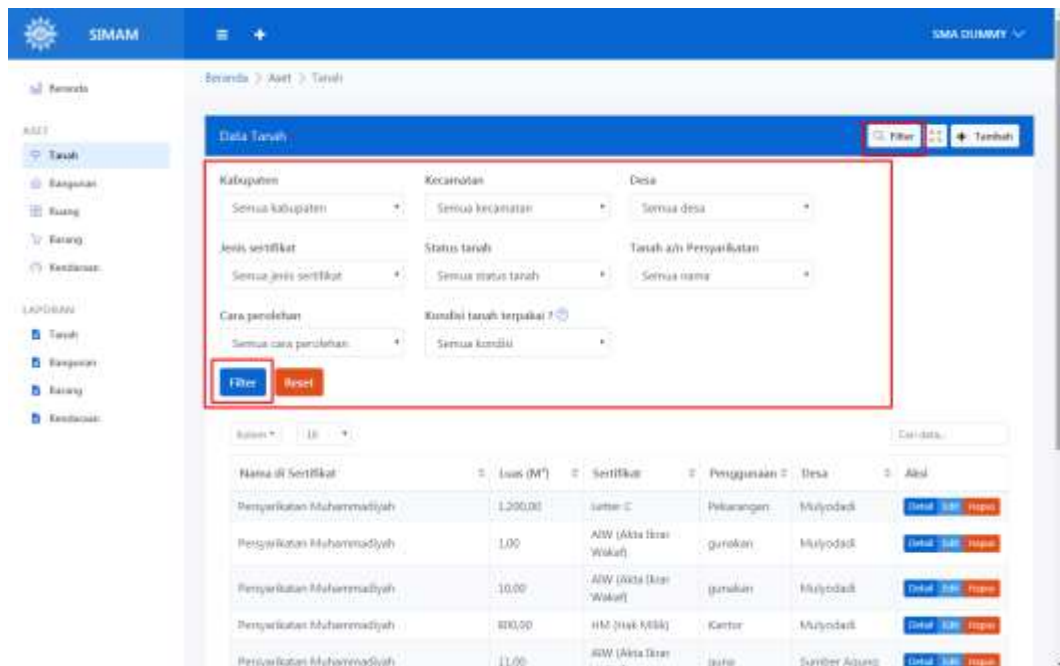 SIMAM
SMA DUMMY
Beranda
Beranda > Aset > Tanah
ASET
Tanah
Bangunan
Ruang
Barang
Kendaraan
LAPORAN
Tanah
Bangunan
Barang
Kendaraan
Data Tanah
Filter
Tambah
Kabupaten Kecamatan Desa
Semua kabupaten Semua kecamatan Semua desa
Jenis sertifikat Status tanah Tanah a/n Persyarikatan
Semua jenis sertifikat Semua status tanah Semua nama
Cara perolehan Kondisi tanah terpakai ?
Semua cara perolehan Semua kondisi
Filter Reset
Kolom 10 Cari data...
Nama di Sertifikat Luas (M²) Sertifikat Penggunaan Desa Aksi
Persyarikatan Muhammadiyah 1.200,00 Letter C Pekarangan Mulyodadi Detail Edit Hapus
Persyarikatan Muhammadiyah 1,00 AIW (Akta Ikrar Wakaf) gunakan Mulyodadi Detail Edit Hapus
Persyarikatan Muhammadiyah 10,00 AIW (Akta Ikrar Wakaf) gunakan Mulyodadi Detail Edit Hapus
Persyarikatan Muhammadiyah 800,00 HM (Hak Milik) Kantor Mulyodadi Detail Edit Hapus
Persyarikatan Muhammadiyah 11,00 AIW (Akta Ikrar Sumber Agung Detail Edit Hapus